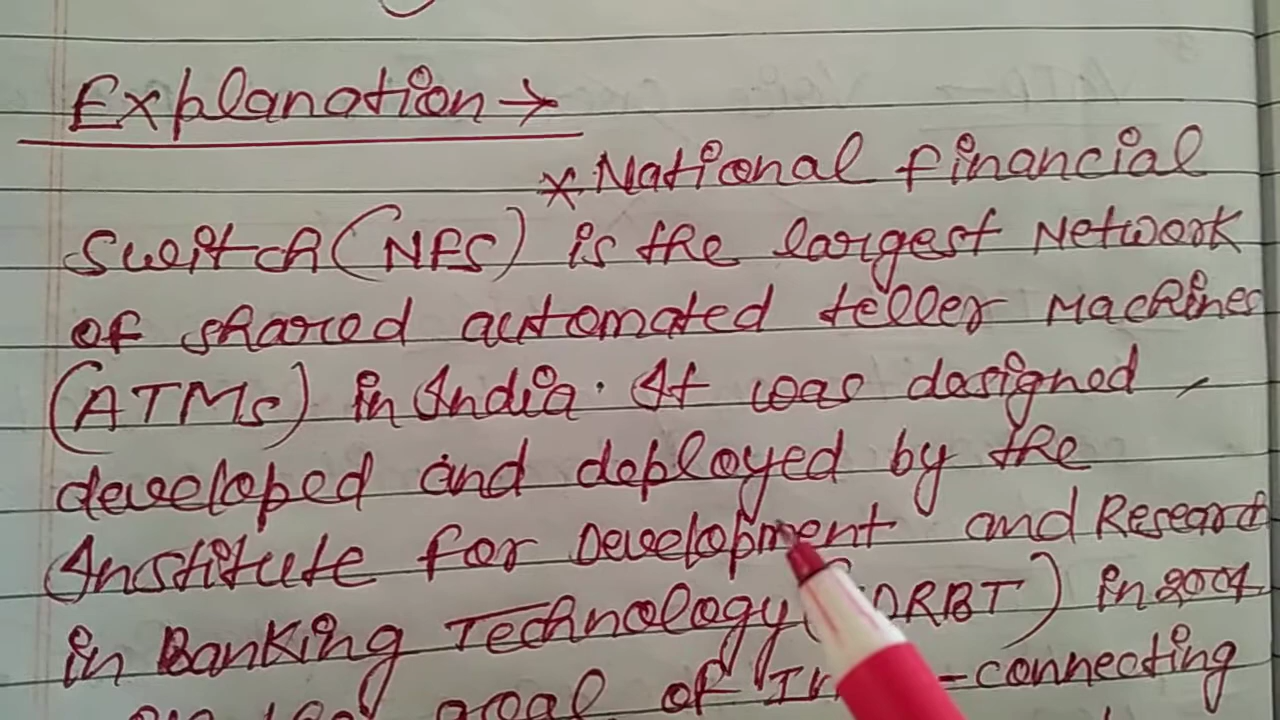 Explanation →
* National financial
Switch (NFS) is the largest Network
of shared automated teller Machines
(ATMs) in India. It was designed,
developed and deployed by the
Institute for Development and Research
in Banking Technology (DRBT) in 2004
goal of -connecting